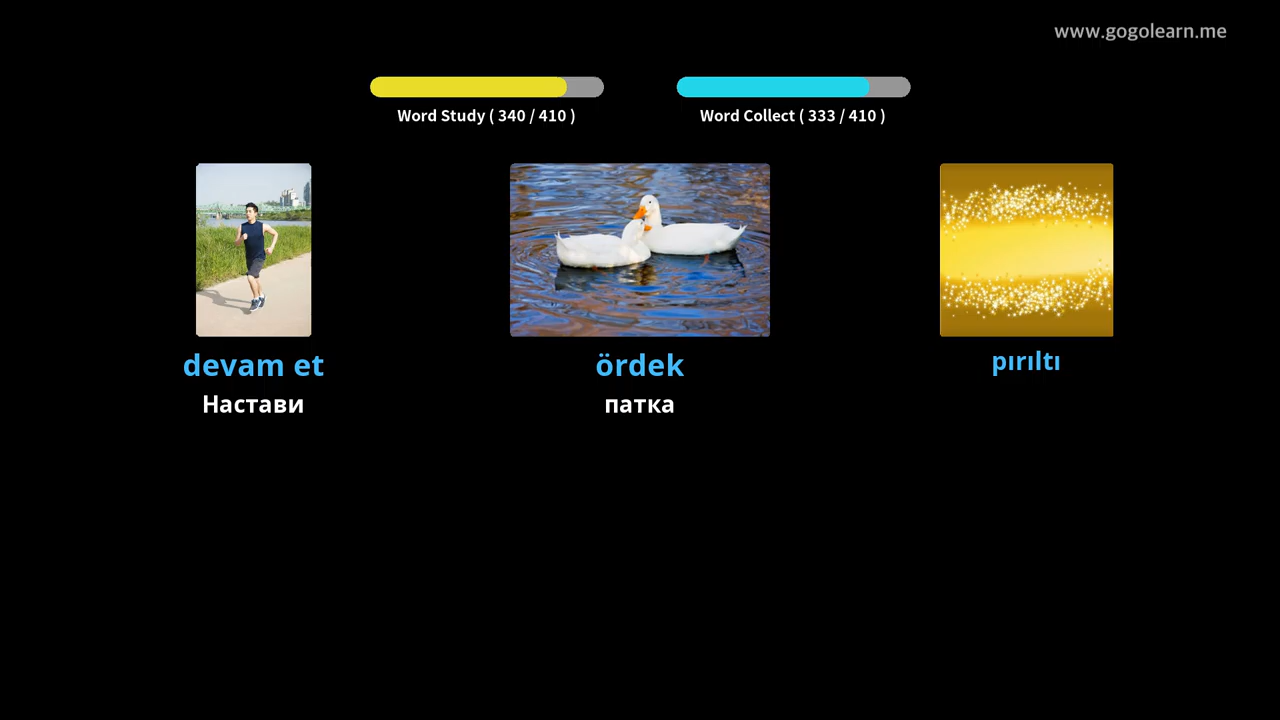 www.gogolearn.me
Word Study ( 340 / 410 )
Word Collect ( 333 / 410 )
devam et
ördek
pırıltı
Настави
патка